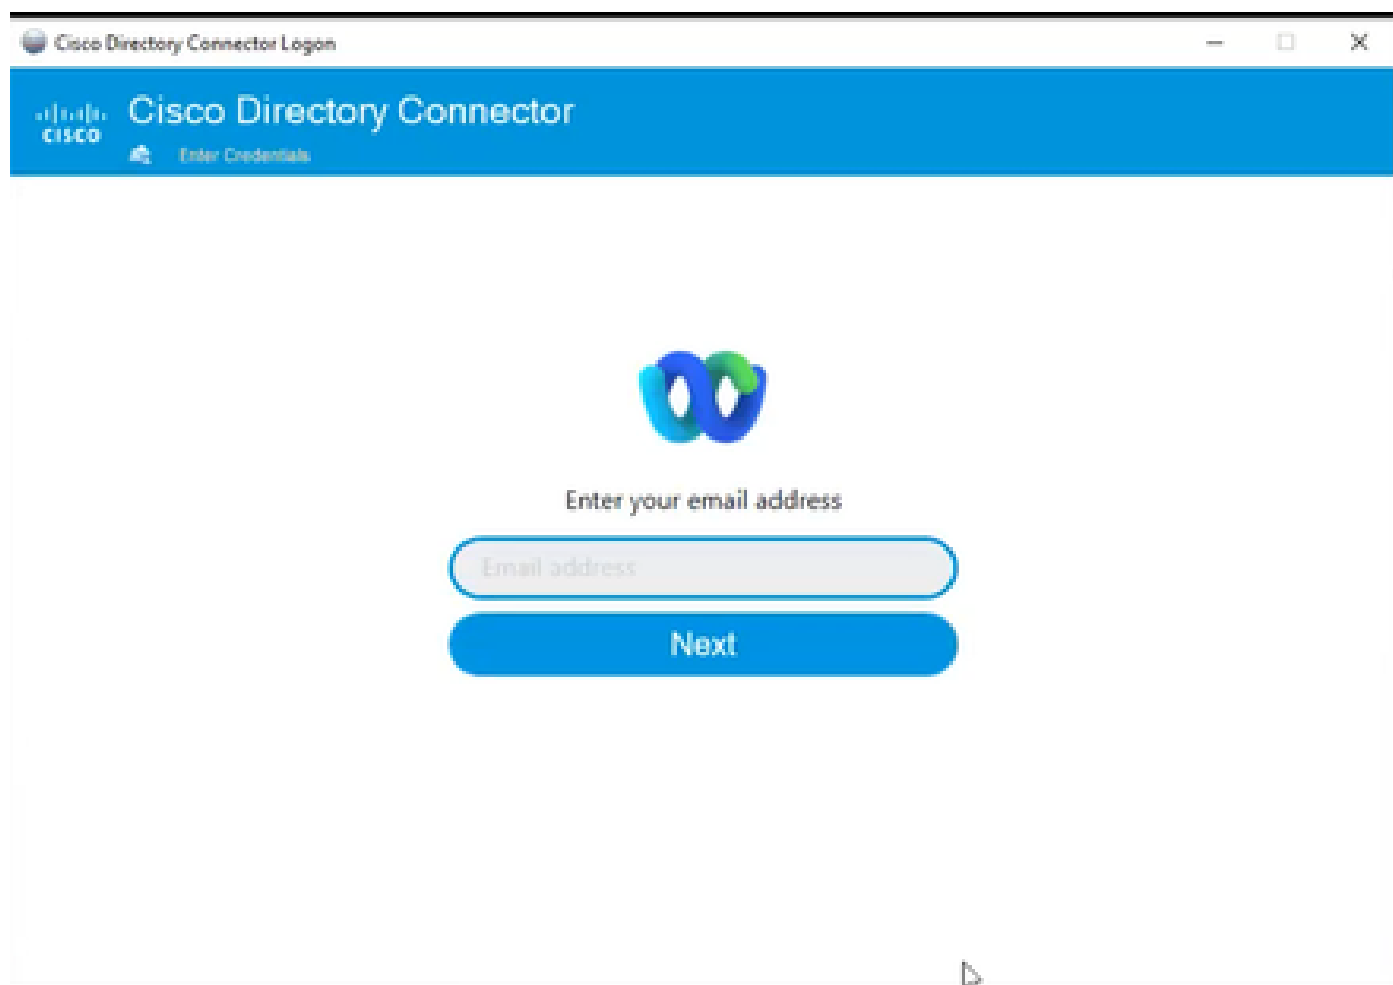 Cisco Directory Connector Logon
CISCO
Cisco Directory Connector
Enter Credentials
Enter your email address
Email address
Next